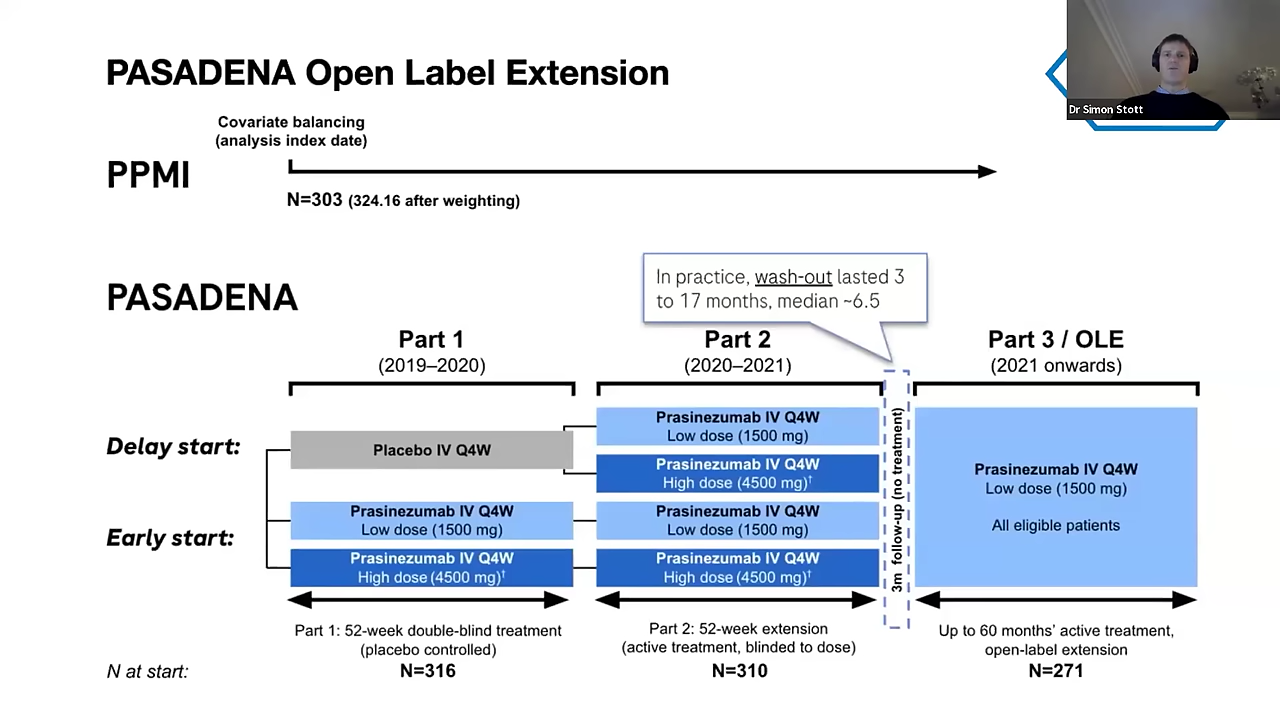 PASADENA Open Label Extension
Dr Simon Stott
Covariate balancing
(analysis index date)
PPMI
N=303 (324.16 after weighting)
In practice, wash-out lasted 3
to 17 months, median ~6.5
PASADENA
Part 1
(2019–2020)
Part 2
(2020–2021)
Part 3 / OLE
(2021 onwards)
Delay start:
Placebo IV Q4W
Prasinezumab IV Q4W
Low dose (1500 mg)
Prasinezumab IV Q4W
High dose (4500 mg)†
Early start:
Prasinezumab IV Q4W
Low dose (1500 mg)
Prasinezumab IV Q4W
High dose (4500 mg)†
Prasinezumab IV Q4W
Low dose (1500 mg)
Prasinezumab IV Q4W
High dose (4500 mg)†
3m follow-up (no treatment)
Prasinezumab IV Q4W
Low dose (1500 mg)
All eligible patients
Part 1: 52-week double-blind treatment
(placebo controlled)
Part 2: 52-week extension
(active treatment, blinded to dose)
Up to 60 months’ active treatment,
open-label extension
N at start:
N=316
N=310
N=271